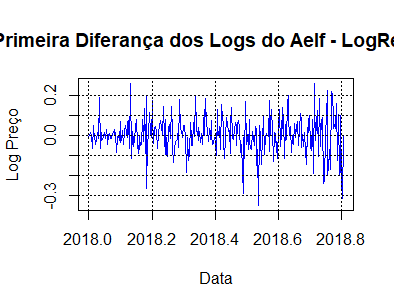 Primeira Diferança dos Logs do Aelf - LogRe
Log Preço
0.2
0.0
-0.3
2018.0 2018.2 2018.4 2018.6 2018.8
Data